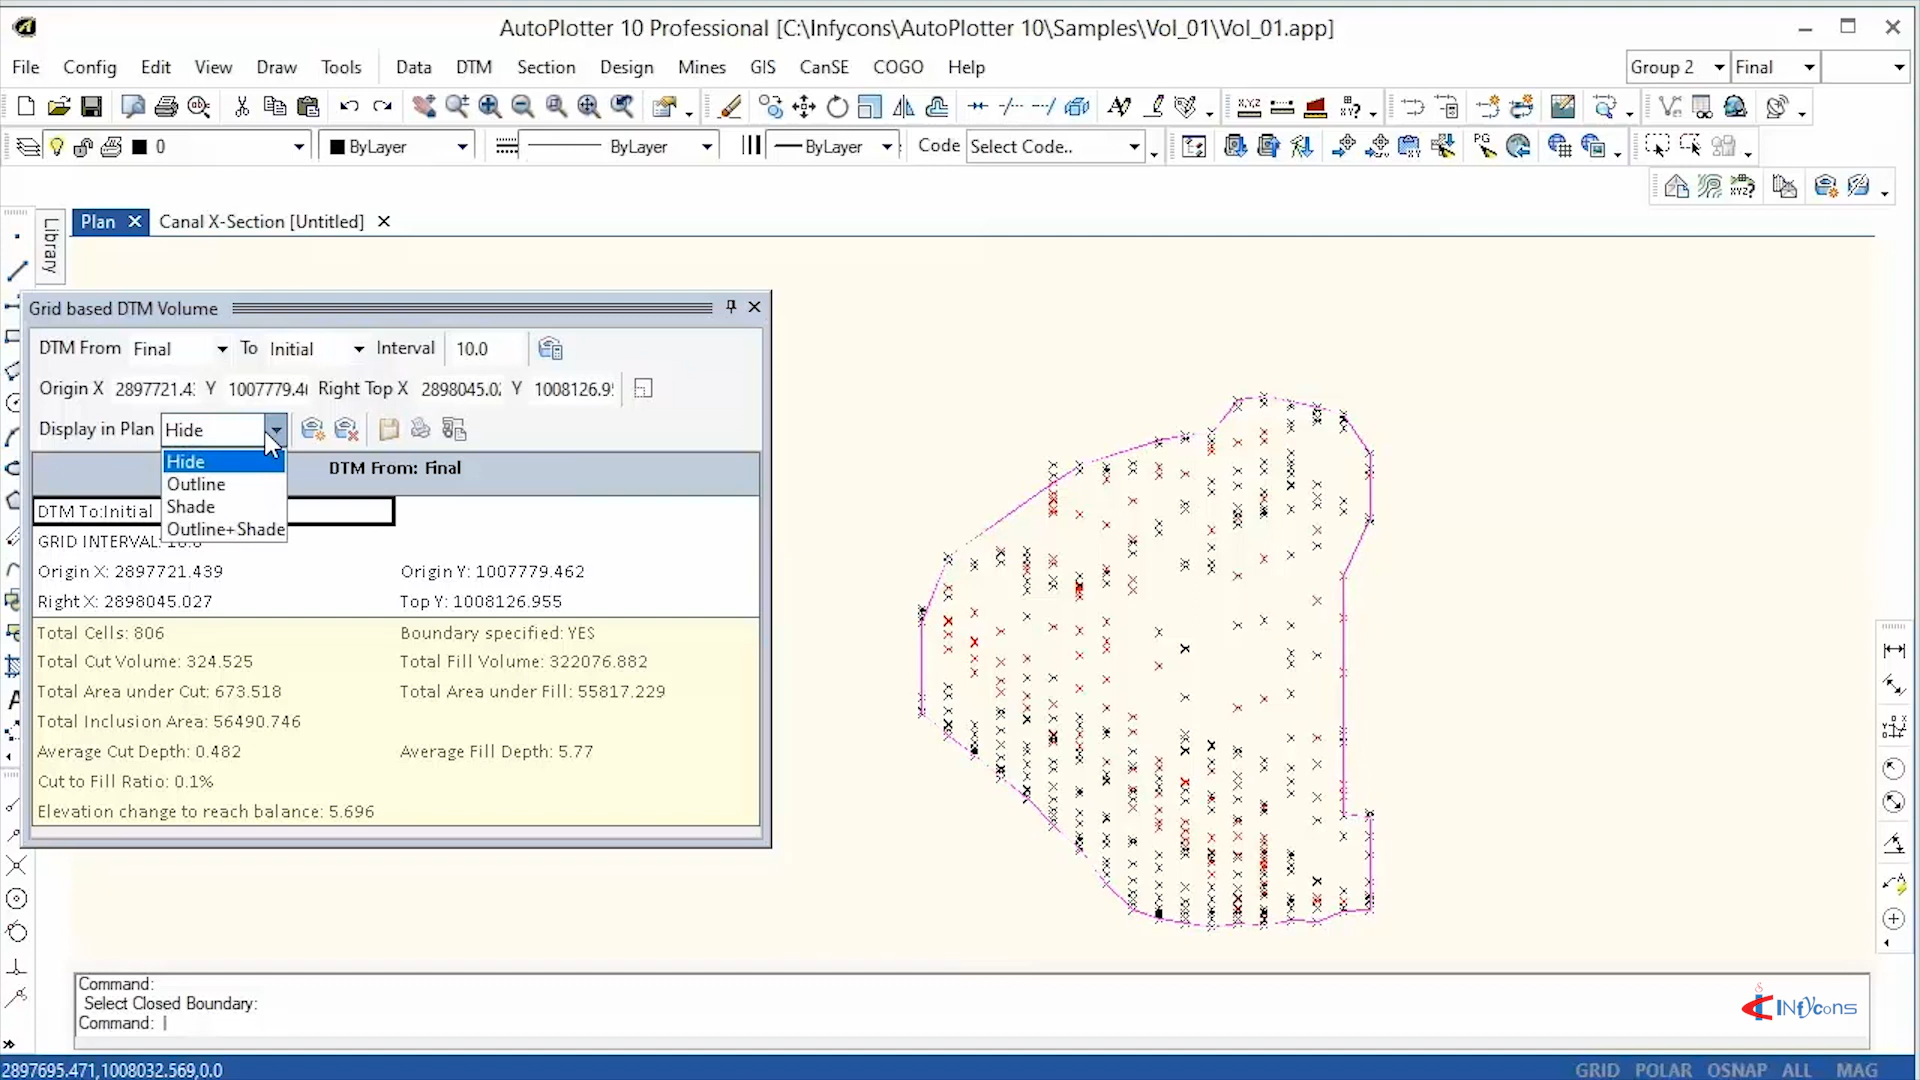 AutoPlotter 10 Professional [C:\Infycons\AutoPlotter 10\Samples\Vol_01\Vol_01.app]
File Config Edit View Draw Tools Data DTM Section Design Mines GIS CanSE COGO Help Group 2 Final
0 ByLayer ByLayer ByLayer Code Select Code..
Plan Canal X-Section [Untitled]
Library
Grid based DTM Volume
DTM From Final To Initial Interval 10.0
Origin X 2897721.4 Y 1007779.4 Right Top X 2898045.0 Y 1008126.9
Display in Plan Hide
Hide
Outline
Shade
Outline+Shade
DTM From: Final
DTM To:Initial
GRID INTERVAL:
Origin X: 2897721.439 Origin Y: 1007779.462
Right X: 2898045.027 Top Y: 1008126.955
Total Cells: 806 Boundary specified: YES
Total Cut Volume: 324.525 Total Fill Volume: 322076.882
Total Area under Cut: 673.518 Total Area under Fill: 55817.229
Total Inclusion Area: 56490.746
Average Cut Depth: 0.482 Average Fill Depth: 5.77
Cut to Fill Ratio: 0.1%
Elevation change to reach balance: 5.696
Command:
Select Closed Boundary:
Command:
INfYcons
2897695.471,1008032.569,0.0 GRID POLAR OSNAP ALL MAG